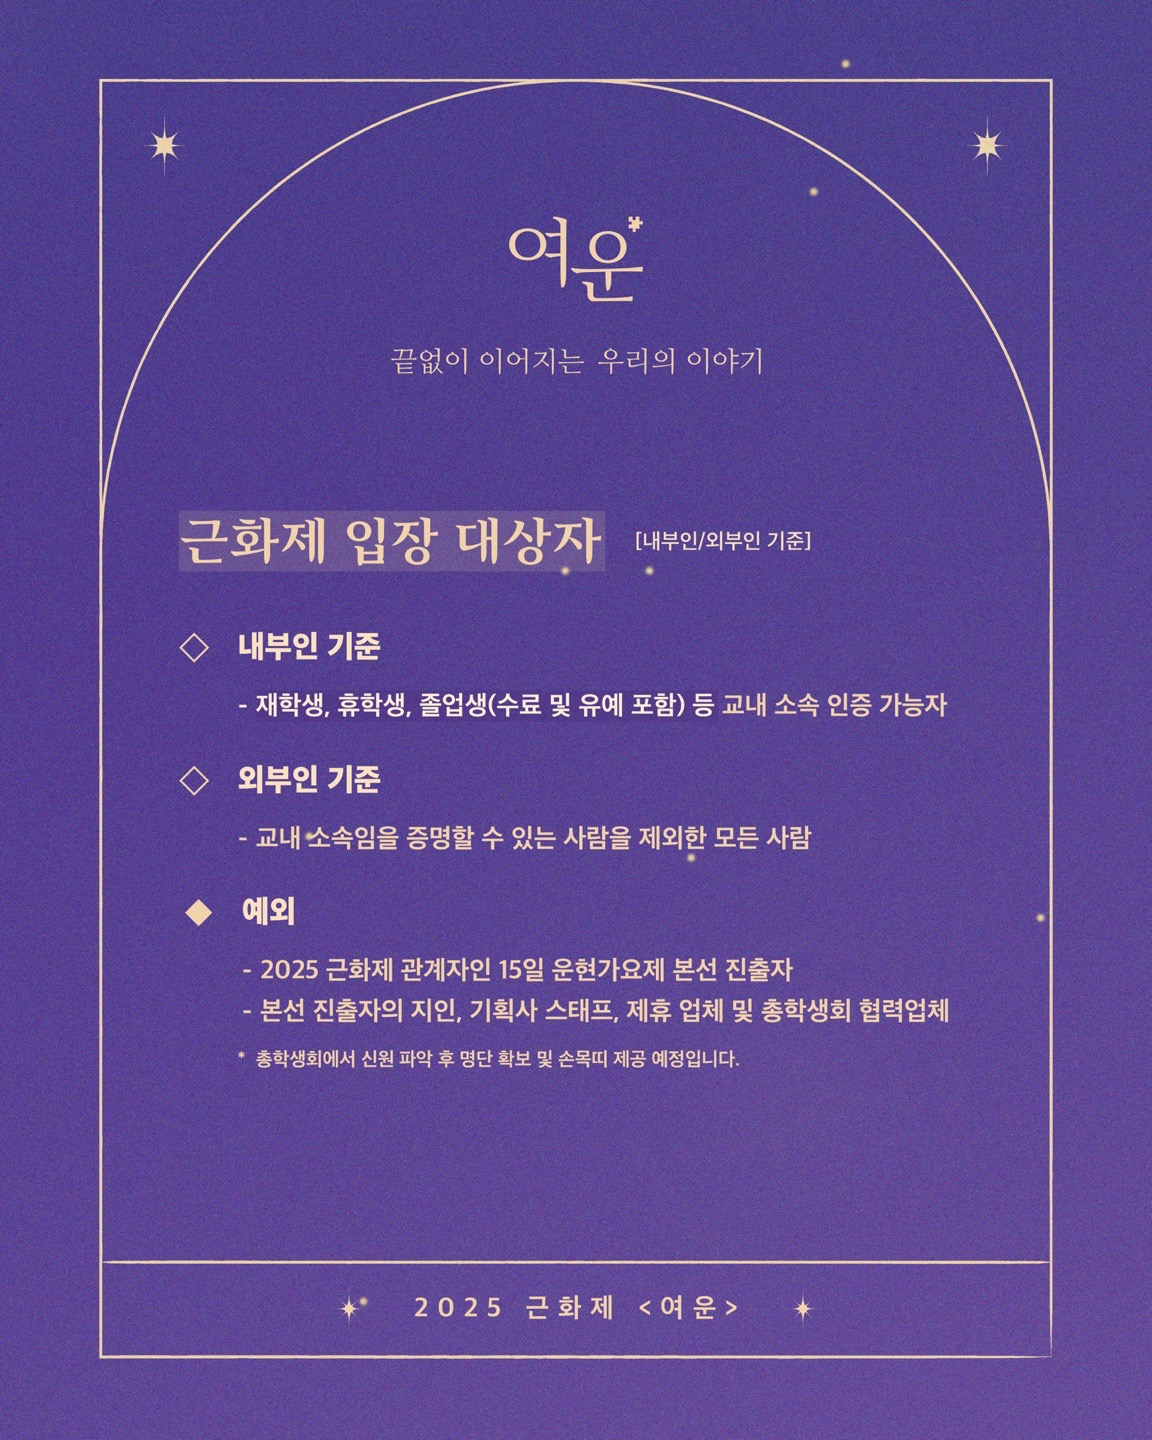 여운
끝없이 이어지는 우리의 이야기
근화제 입장 대상자 [내부인/외부인 기준]
◇ 내부인 기준
- 재학생, 휴학생, 졸업생(수료 및 유예 포함) 등 교내 소속 인증 가능자
◇ 외부인 기준
- 교내 소속임을 증명할 수 있는 사람을 제외한 모든 사람
◆ 예외
- 2025 근화제 관계자인 15일 운현가요제 본선 진출자
- 본선 진출자의 지인, 기획사 스태프, 제휴 업체 및 총학생회 협력업체
* 총학생회에서 신원 파악 후 명단 확보 및 손목띠 제공 예정입니다.
2025 근화제 <여운>